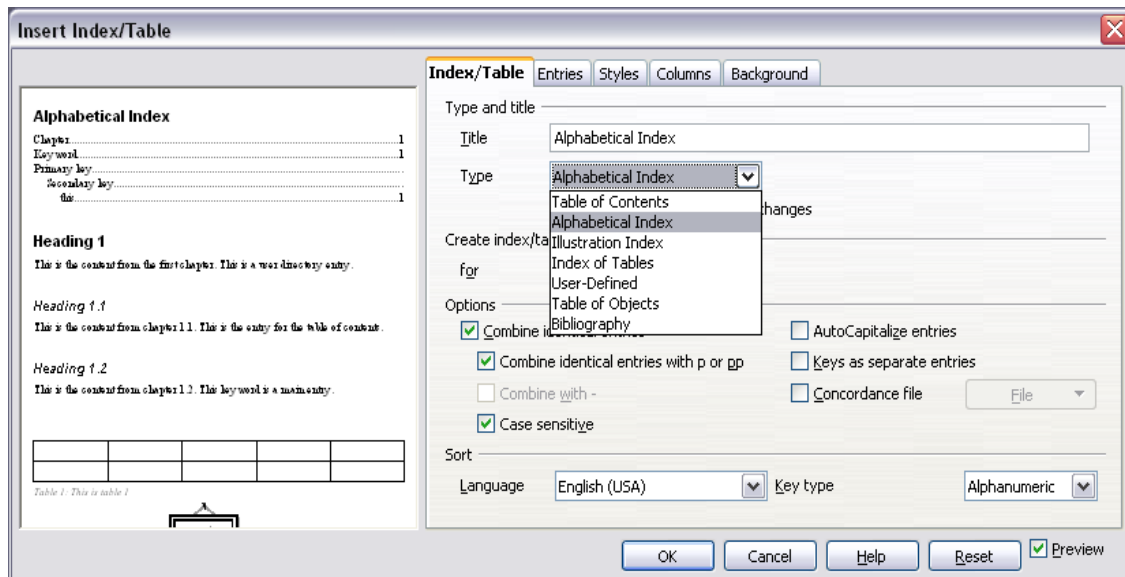 Insert Index/Table
Alphabetical Index
Chapter 1
Keyword 1
Primary key
Secondary key
this 1
Heading 1
This is the content from the first chapter. This is a user directory entry.
Heading 1.1
This is the content from chapter 1.1. This is the entry for the table of contents.
Heading 1.2
This is the content from chapter 1.2. This keyword is a main entry.
Table 1: This is table 1
Index/Table Entries Styles Columns Background
Type and title
Title Alphabetical Index
Type Alphabetical Index
Table of Contents
Alphabetical Index
Illustration Index
Index of Tables
User-Defined
Table of Objects
Bibliography
changes
Create index/ta
for
Options
Combine AutoCapitalize entries
Combine identical entries with p or pp Keys as separate entries
Combine with - Concordance file File
Case sensitive
Sort
Language English (USA) Key type Alphanumeric
OK Cancel Help Reset Preview